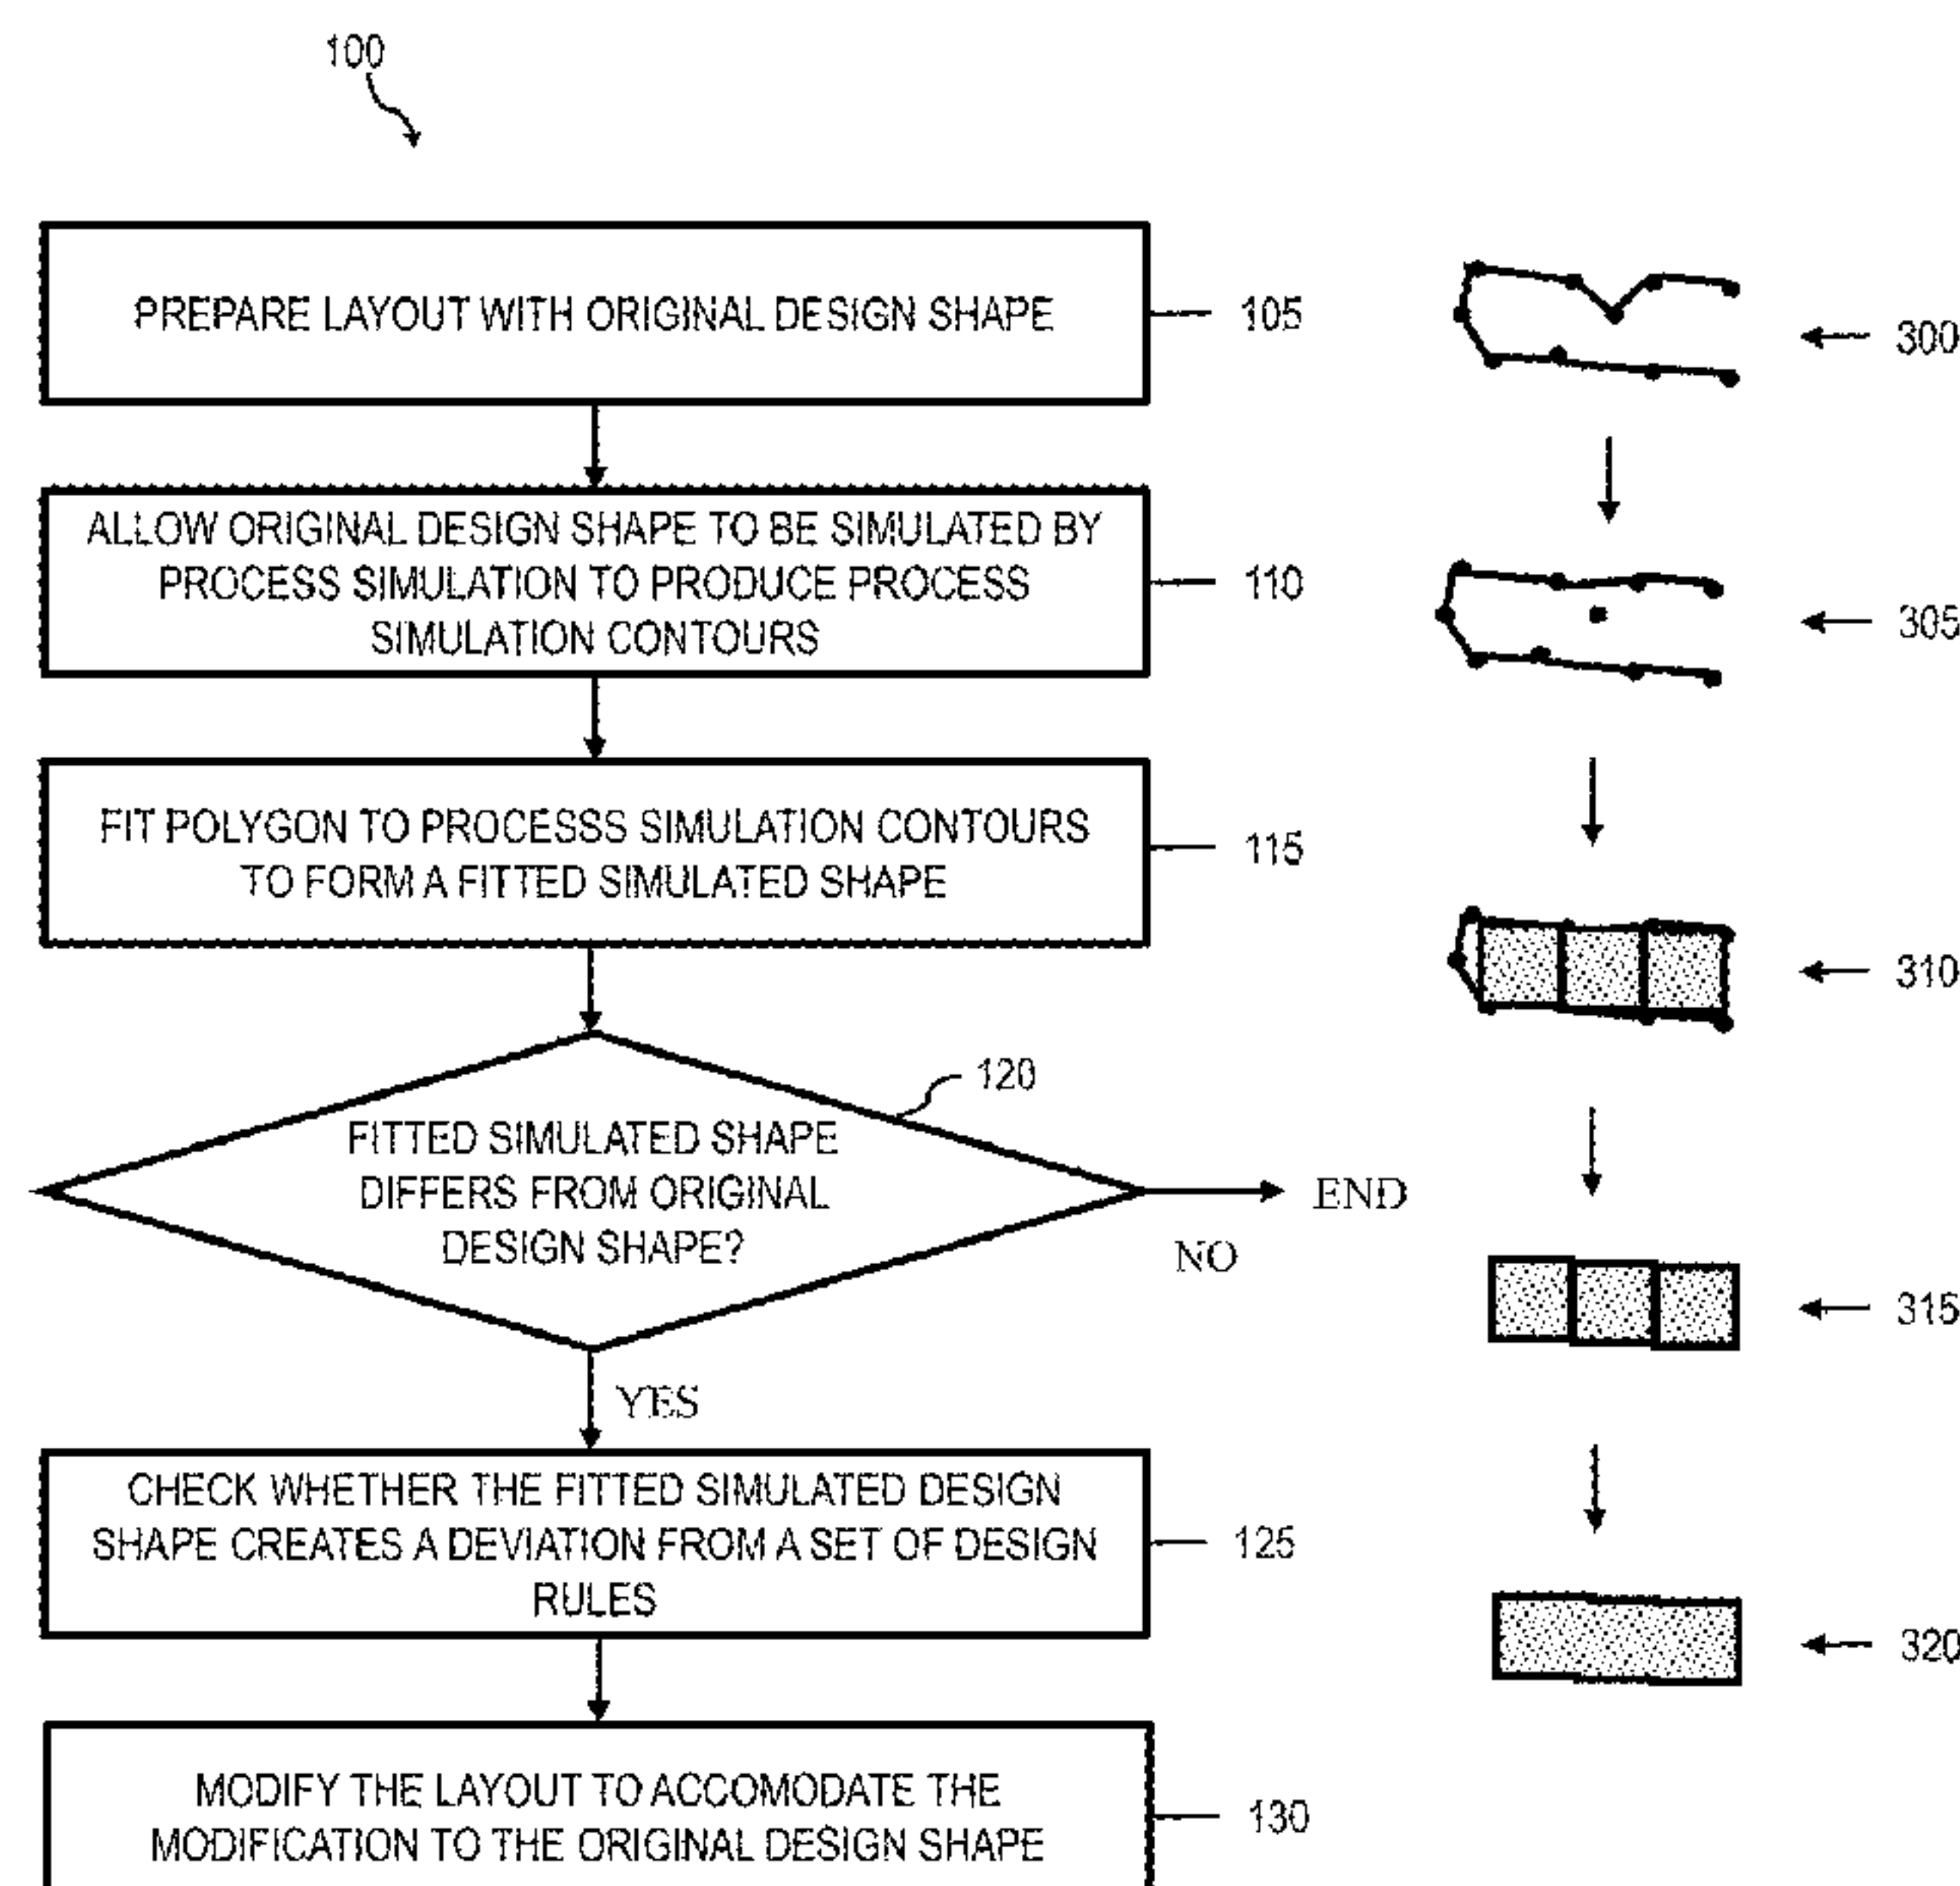 100
PREPARE LAYOUT WITH ORIGINAL DESIGN SHAPE
105
300
ALLOW ORIGINAL DESIGN SHAPE TO BE SIMULATED BY
PROCESS SIMULATION TO PRODUCE PROCESS
SIMULATION CONTOURS
110
305
FIT POLYGON TO PROCESSS SIMULATION CONTOURS
TO FORM A FITTED SIMULATED SHAPE
115
310
120
FITTED SIMULATED SHAPE
DIFFERS FROM ORIGINAL
DESIGN SHAPE?
END
NO
315
YES
CHECK WHETHER THE FITTED SIMULATED DESIGN
SHAPE CREATES A DEVIATION FROM A SET OF DESIGN
RULES
125
320
MODIFY THE LAYOUT TO ACCOMODATE THE
MODIFICATION TO THE ORIGINAL DESIGN SHAPE
130